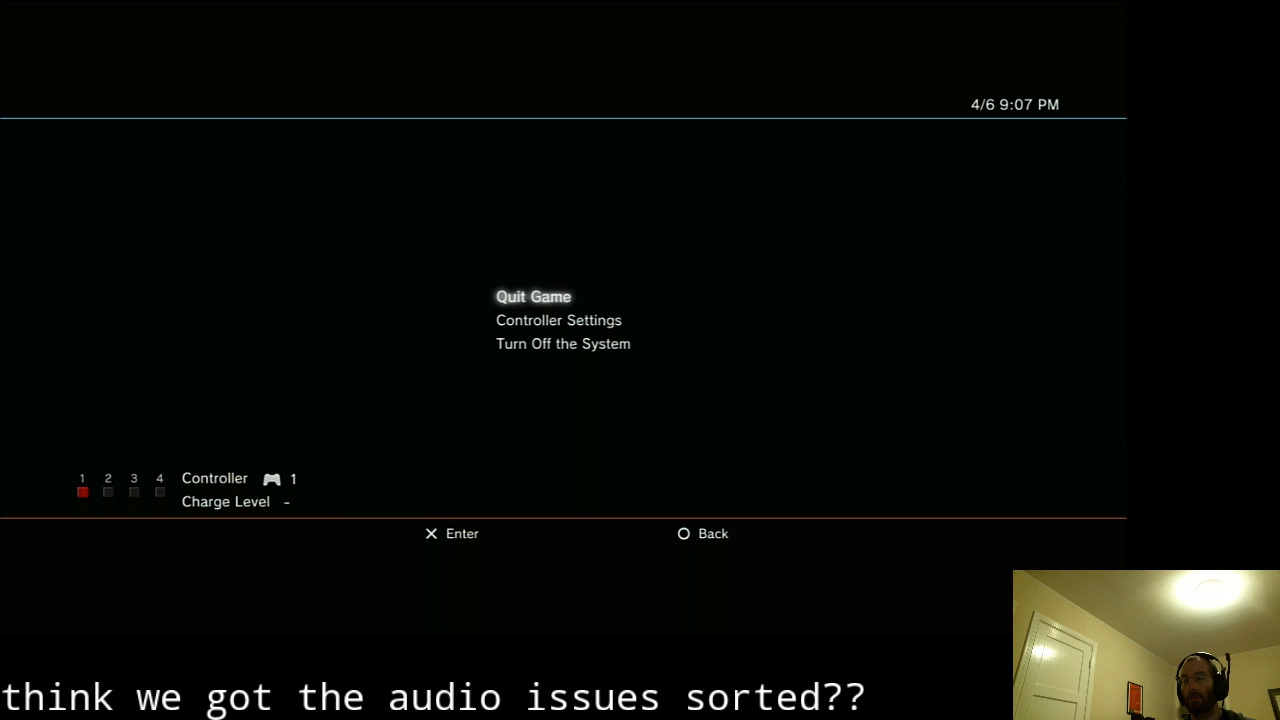 4/6 9:07 PM
Quit Game
Controller Settings
Turn Off the System
1 2 3 4 Controller 1
Charge Level -
Enter Back
think we got the audio issues sorted??